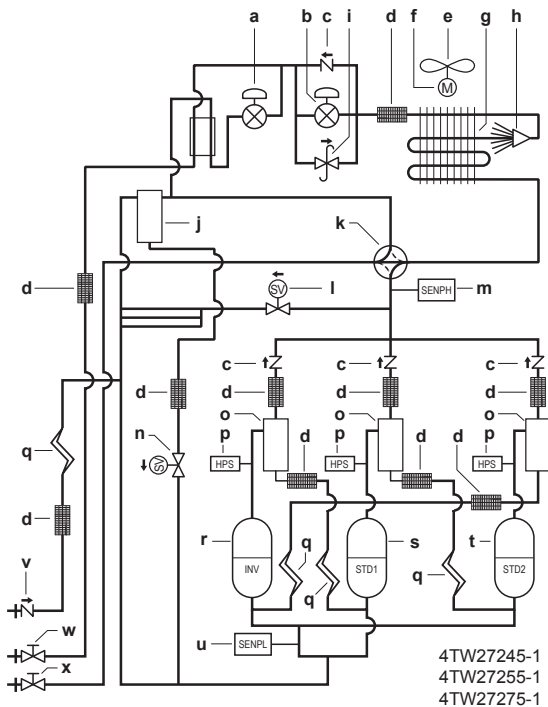 a
b c i d f e g h
M
j
k
d
SV
l
SENPH
m
c c c
d d d d
o o o
n
SV
p p p
HPS HPS HPS
d d
q
d
r
INV
q
q
STD1
s
t
STD2
q
v
w
x
u
SENPL
4TW27245-1
4TW27255-1
4TW27275-1